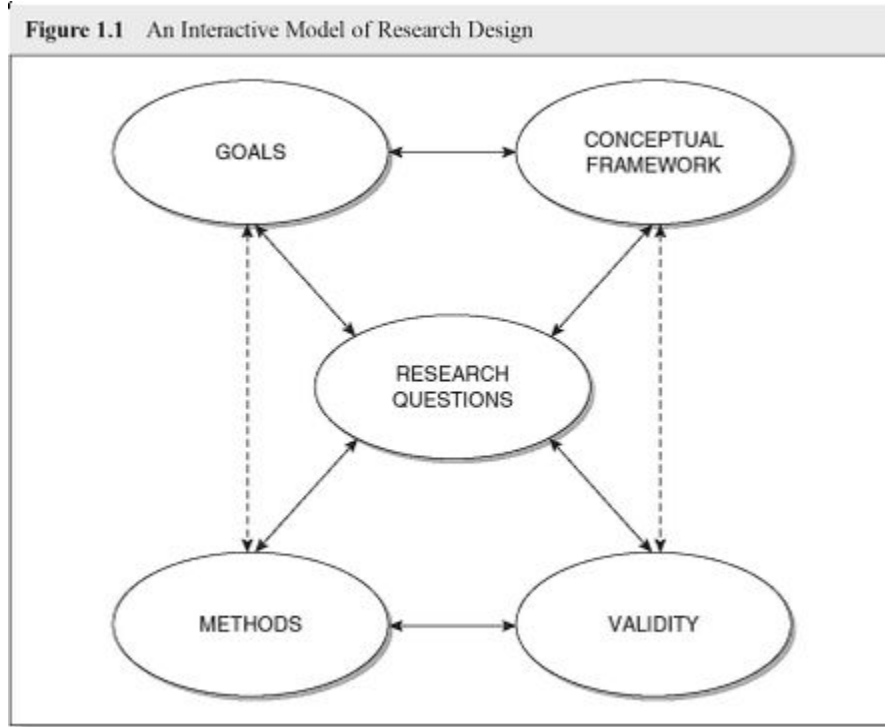 Figure 1.1 An Interactive Model of Research Design
GOALS
CONCEPTUAL
FRAMEWORK
RESEARCH
QUESTIONS
METHODS
VALIDITY